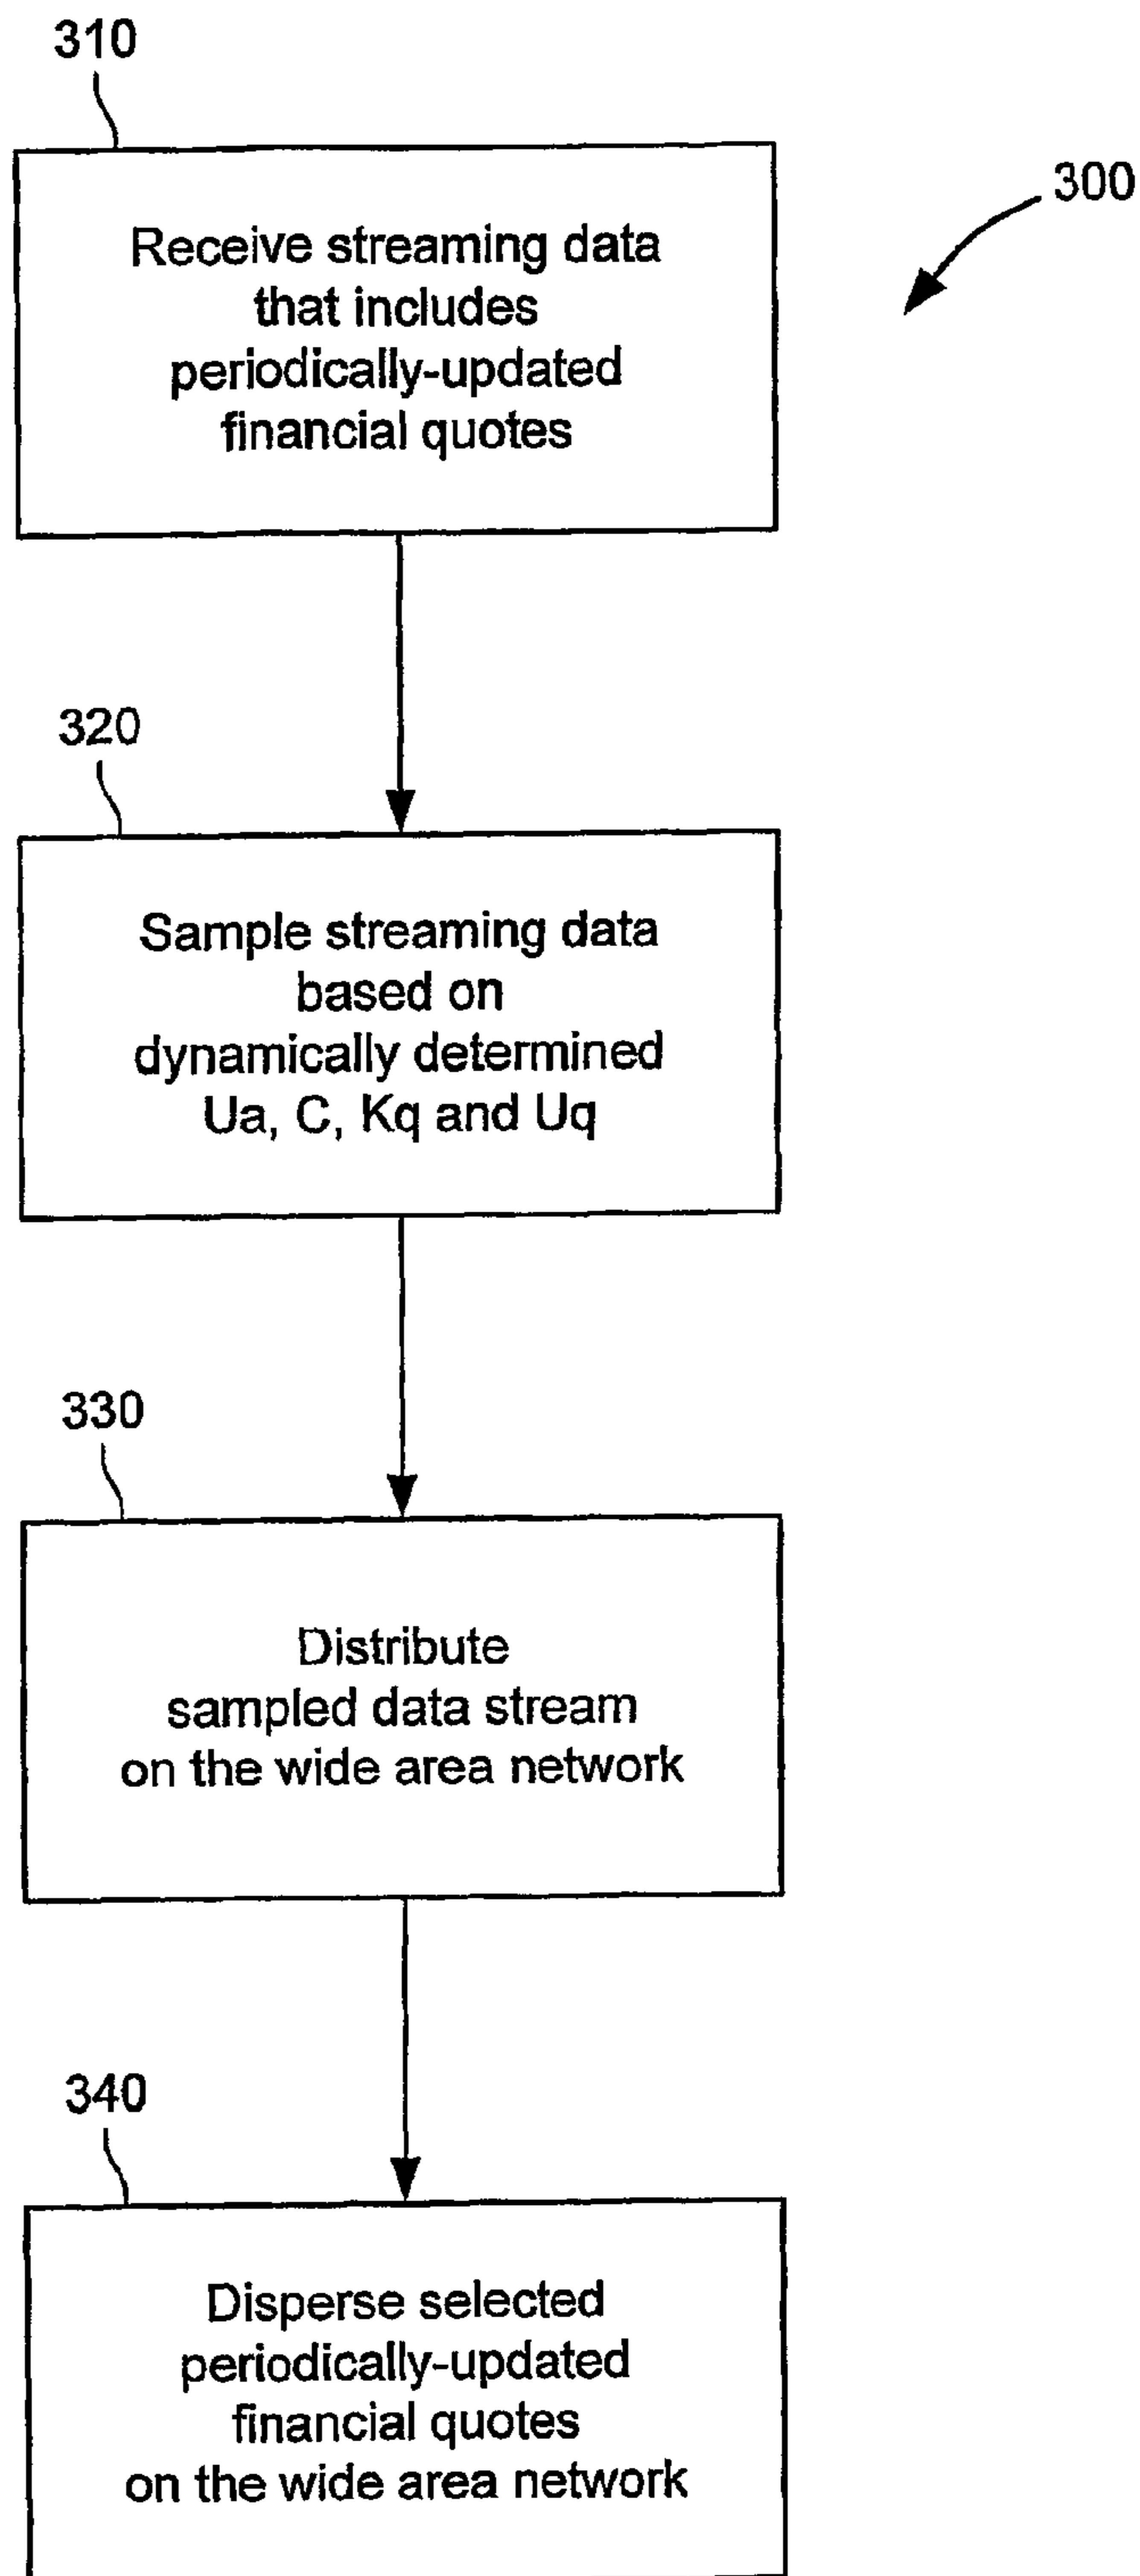 310
300
Receive streaming data
that includes
periodically-updated
financial quotes
320
Sample streaming data
based on
dynamically determined
Ua, C, Kq and Uq
330
Distribute
sampled data stream
on the wide area network
340
Disperse selected
periodically-updated
financial quotes
on the wide area network